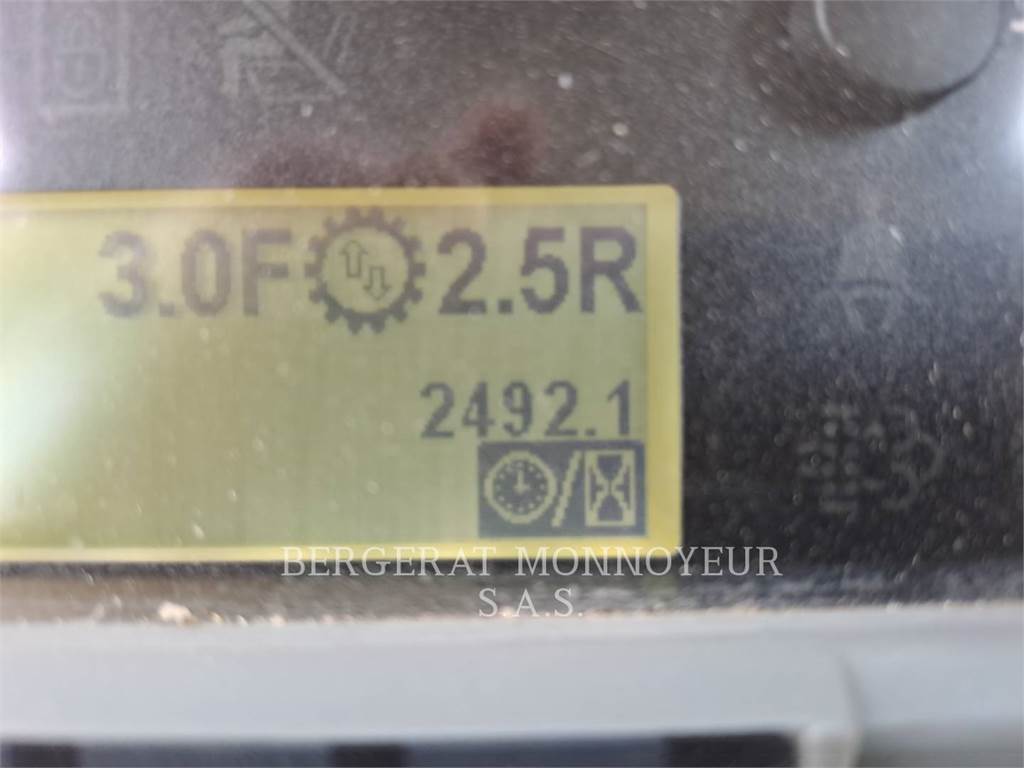 3.0F 2.5R
2492.1
BERGERAT MONNOYEUR
S.A.S.